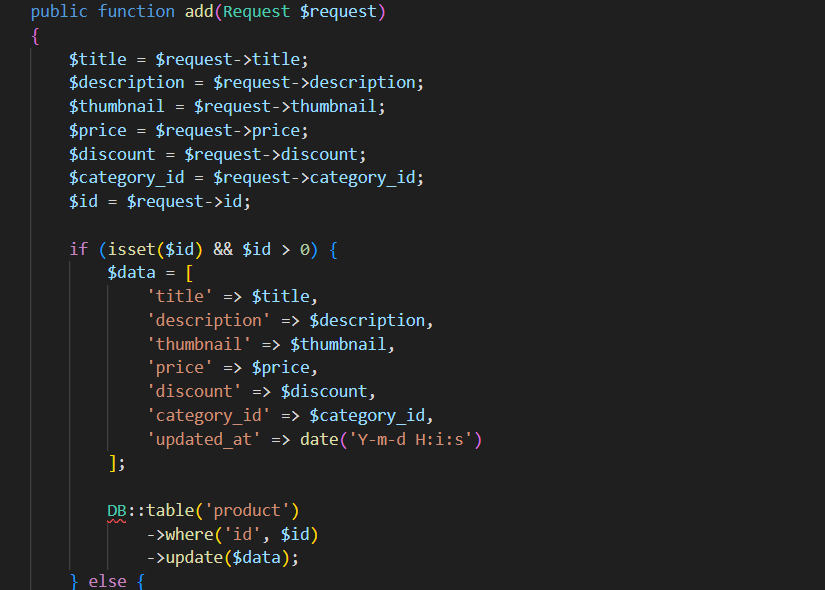 public function add(Request $request)
{
$title = $request->title;
$description = $request->description;
$thumbnail = $request->thumbnail;
$price = $request->price;
$discount = $request->discount;
$category_id = $request->category_id;
$id = $request->id;
if (isset($id) && $id > 0) {
$data = [
'title' => $title,
'description' => $description,
'thumbnail' => $thumbnail,
'price' => $price,
'discount' => $discount,
'category_id' => $category_id,
'updated_at' => date('Y-m-d H:i:s')
];
DB::table('product')
->where('id', $id)
->update($data);
} else {